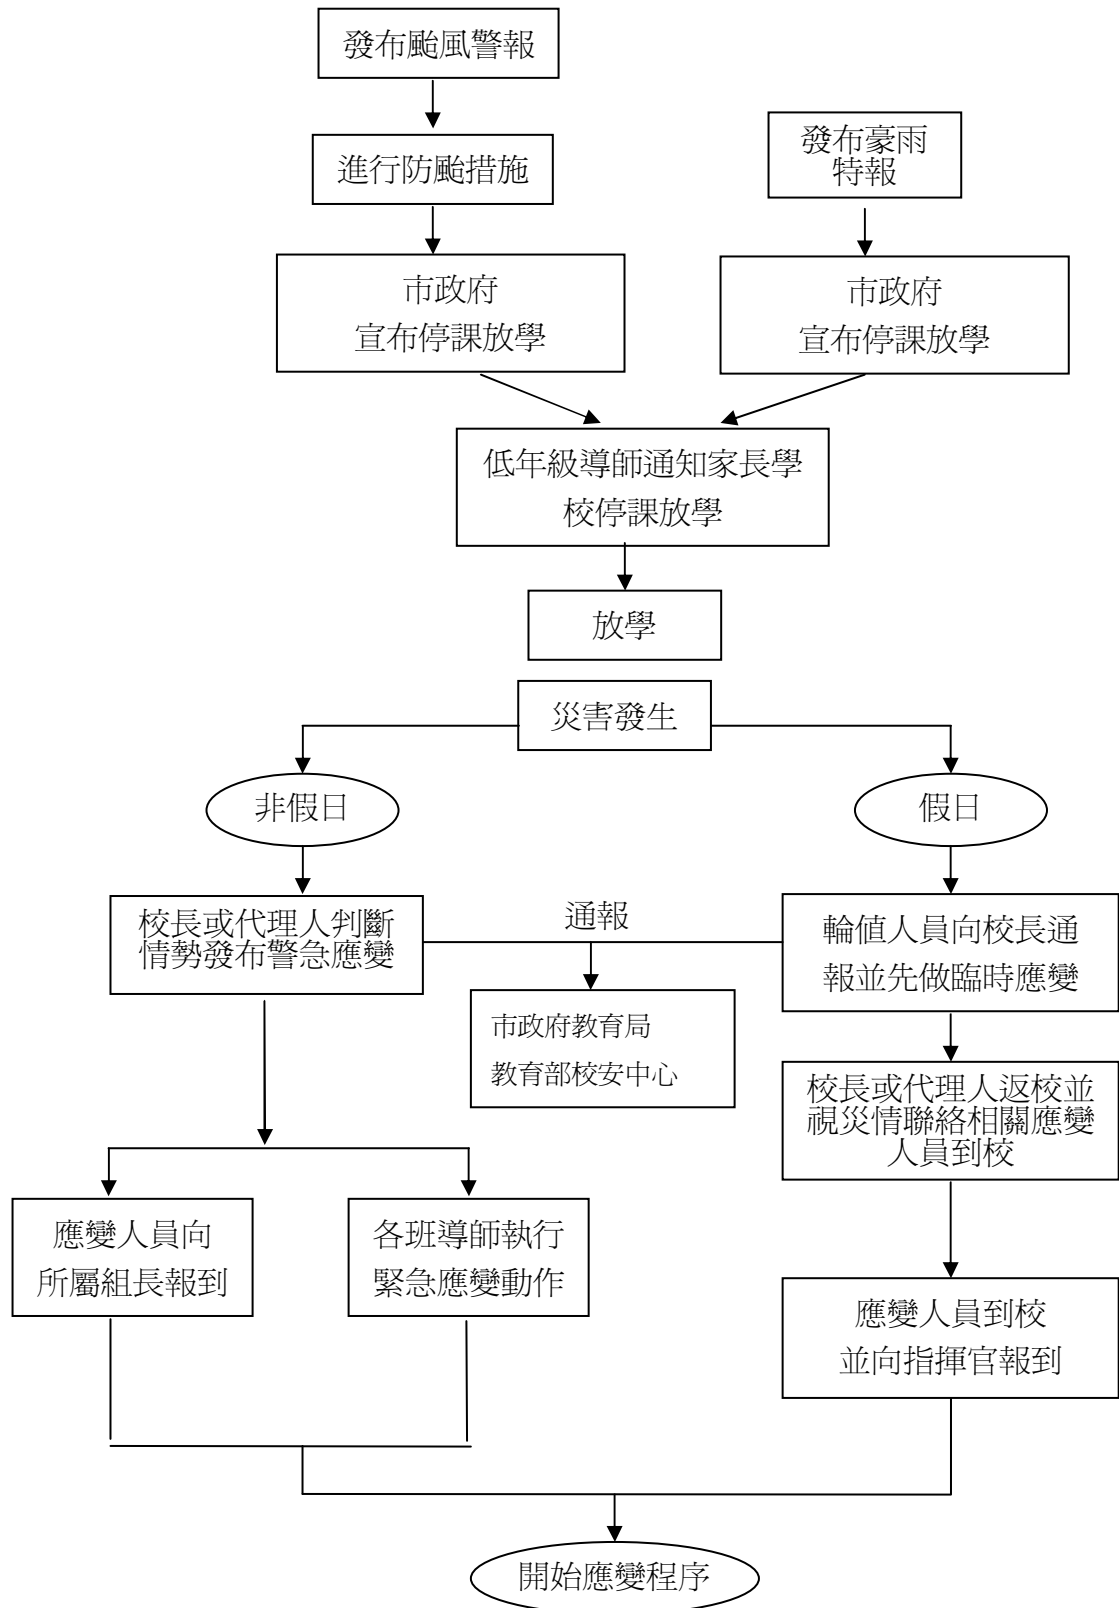 發布颱風警報
進行防颱措施
發布豪雨
特報
市政府
宣布停課放學
市政府
宣布停課放學
低年級導師通知家長學
校停課放學
放學
災害發生
非假日
假日
校長或代理人判斷
情勢發布警急應變
通報
輪值人員向校長通
報並先做臨時應變
市政府教育局
教育部校安中心
校長或代理人返校並
視災情聯絡相關應變
人員到校
應變人員向
所屬組長報到
各班導師執行
緊急應變動作
應變人員到校
並向指揮官報到
開始應變程序